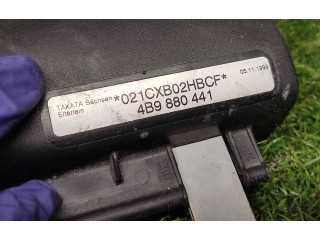 TAKATA Sachsen *021CXB02HBCF* 05.11.1999
Elterlein 4B9 880 441